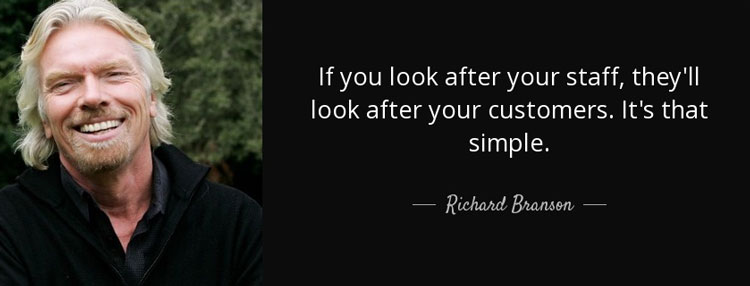 If you look after your staff, they'll
look after your customers. It's that
simple.
Richard Branson